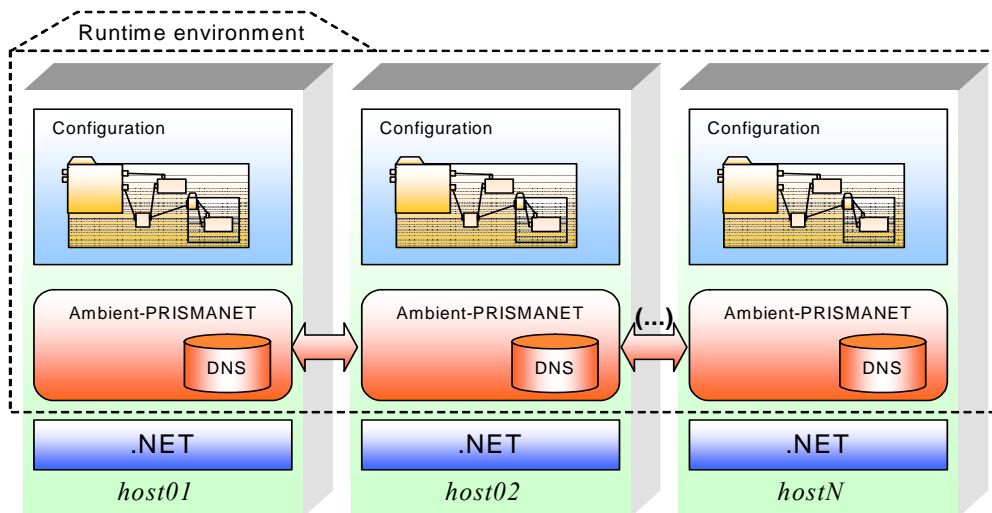 Runtime environment
Configuration
Configuration
Configuration
Ambient-PRISMANET
Ambient-PRISMANET
(...)
Ambient-PRISMANET
DNS
DNS
DNS
.NET
.NET
.NET
host01
host02
hostN